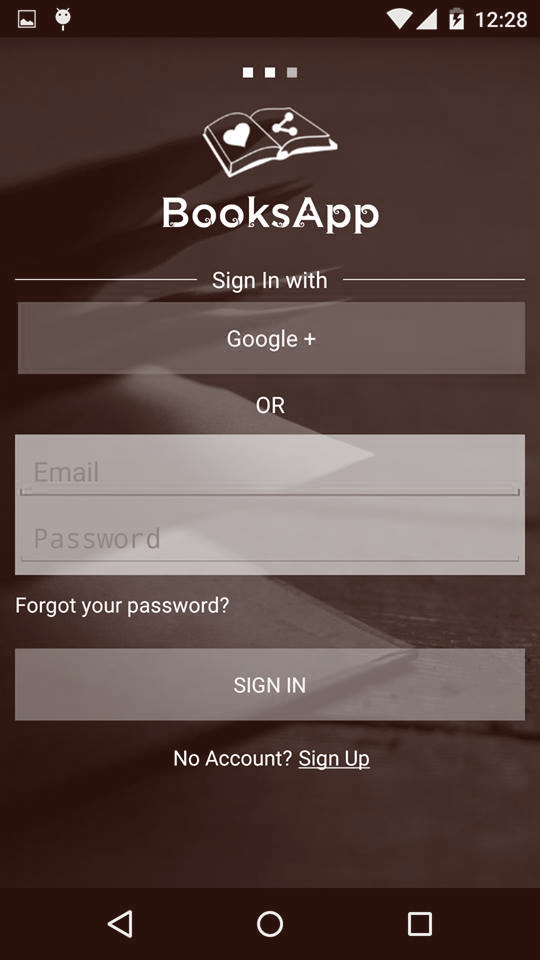 12:28
BooksApp
Sign In with
Google +
OR
Email
Password
Forgot your password?
SIGN IN
No Account? Sign Up